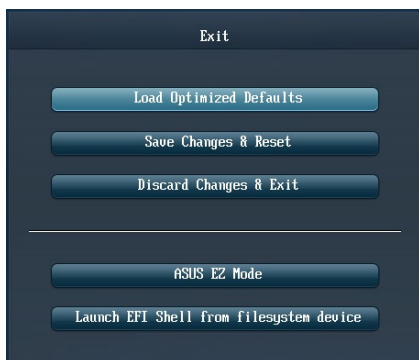 Exit
Load Optimized Defaults
Save Changes & Reset
Discard Changes & Exit
ASUS EZ Mode
Launch EFI Shell from filesystem device